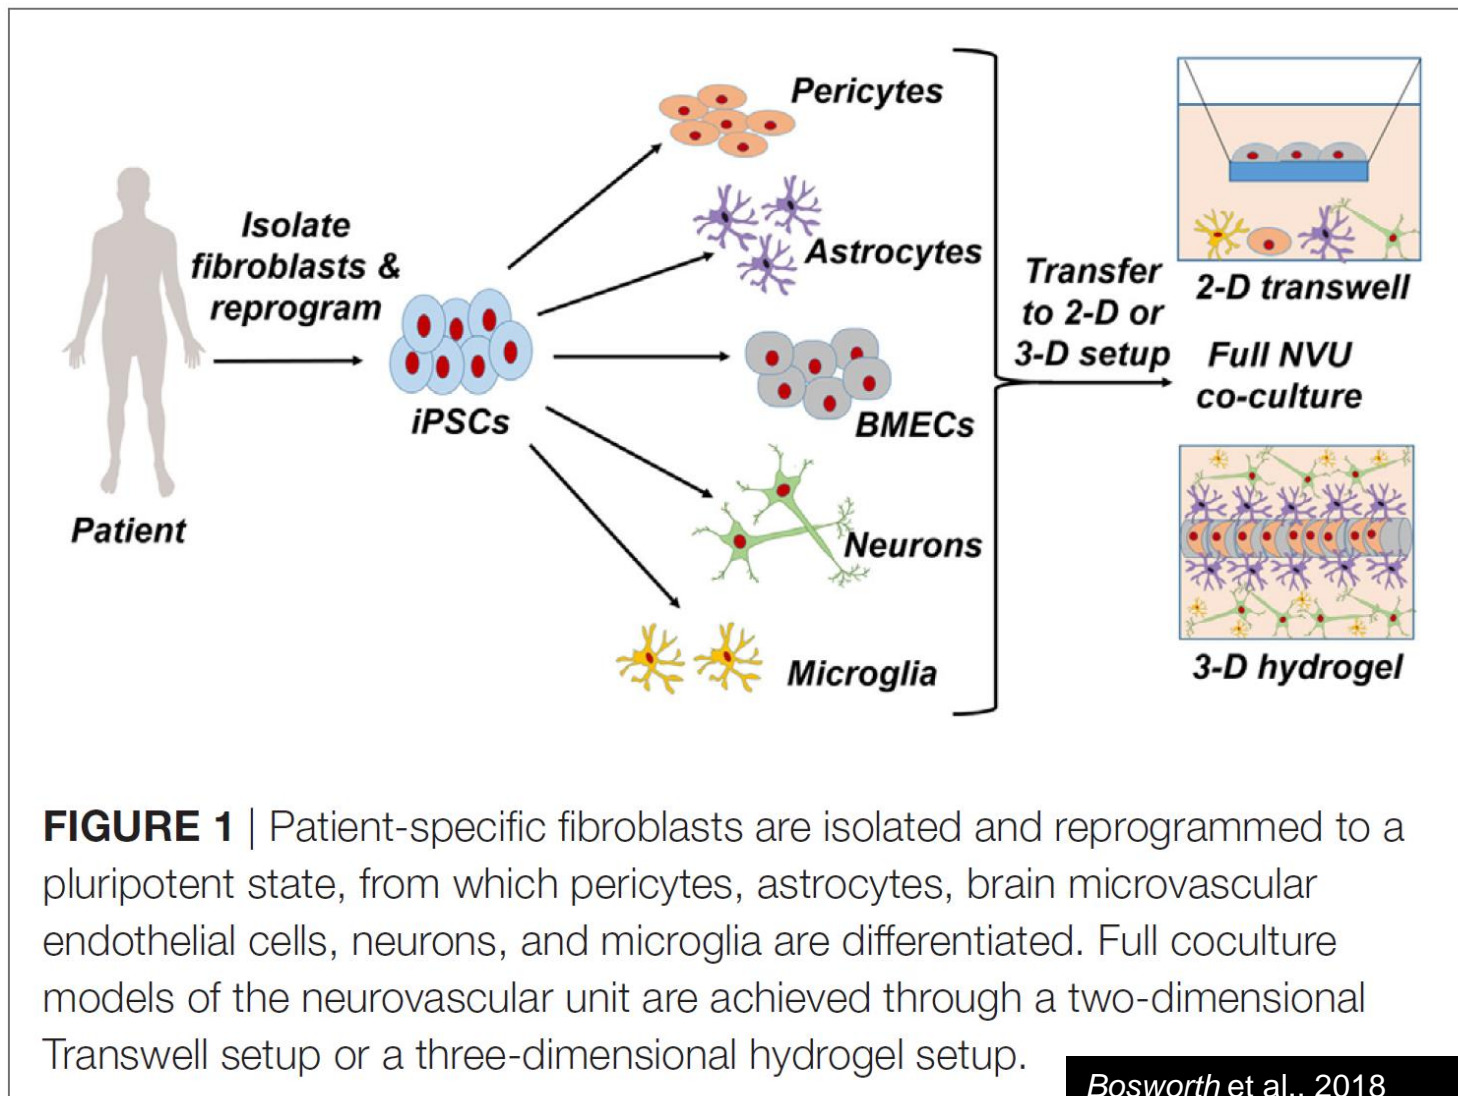 Pericytes
Isolate
fibroblasts &
reprogram
Astrocytes
Transfer
to 2-D or
3-D setup
2-D transwell
Full NVU
co-culture
iPSCs
BMECs
Patient
Neurons
Microglia
3-D hydrogel
FIGURE 1 | Patient-specific fibroblasts are isolated and reprogrammed to a
pluripotent state, from which pericytes, astrocytes, brain microvascular
endothelial cells, neurons, and microglia are differentiated. Full coculture
models of the neurovascular unit are achieved through a two-dimensional
Transwell setup or a three-dimensional hydrogel setup.
Bosworth et al., 2018